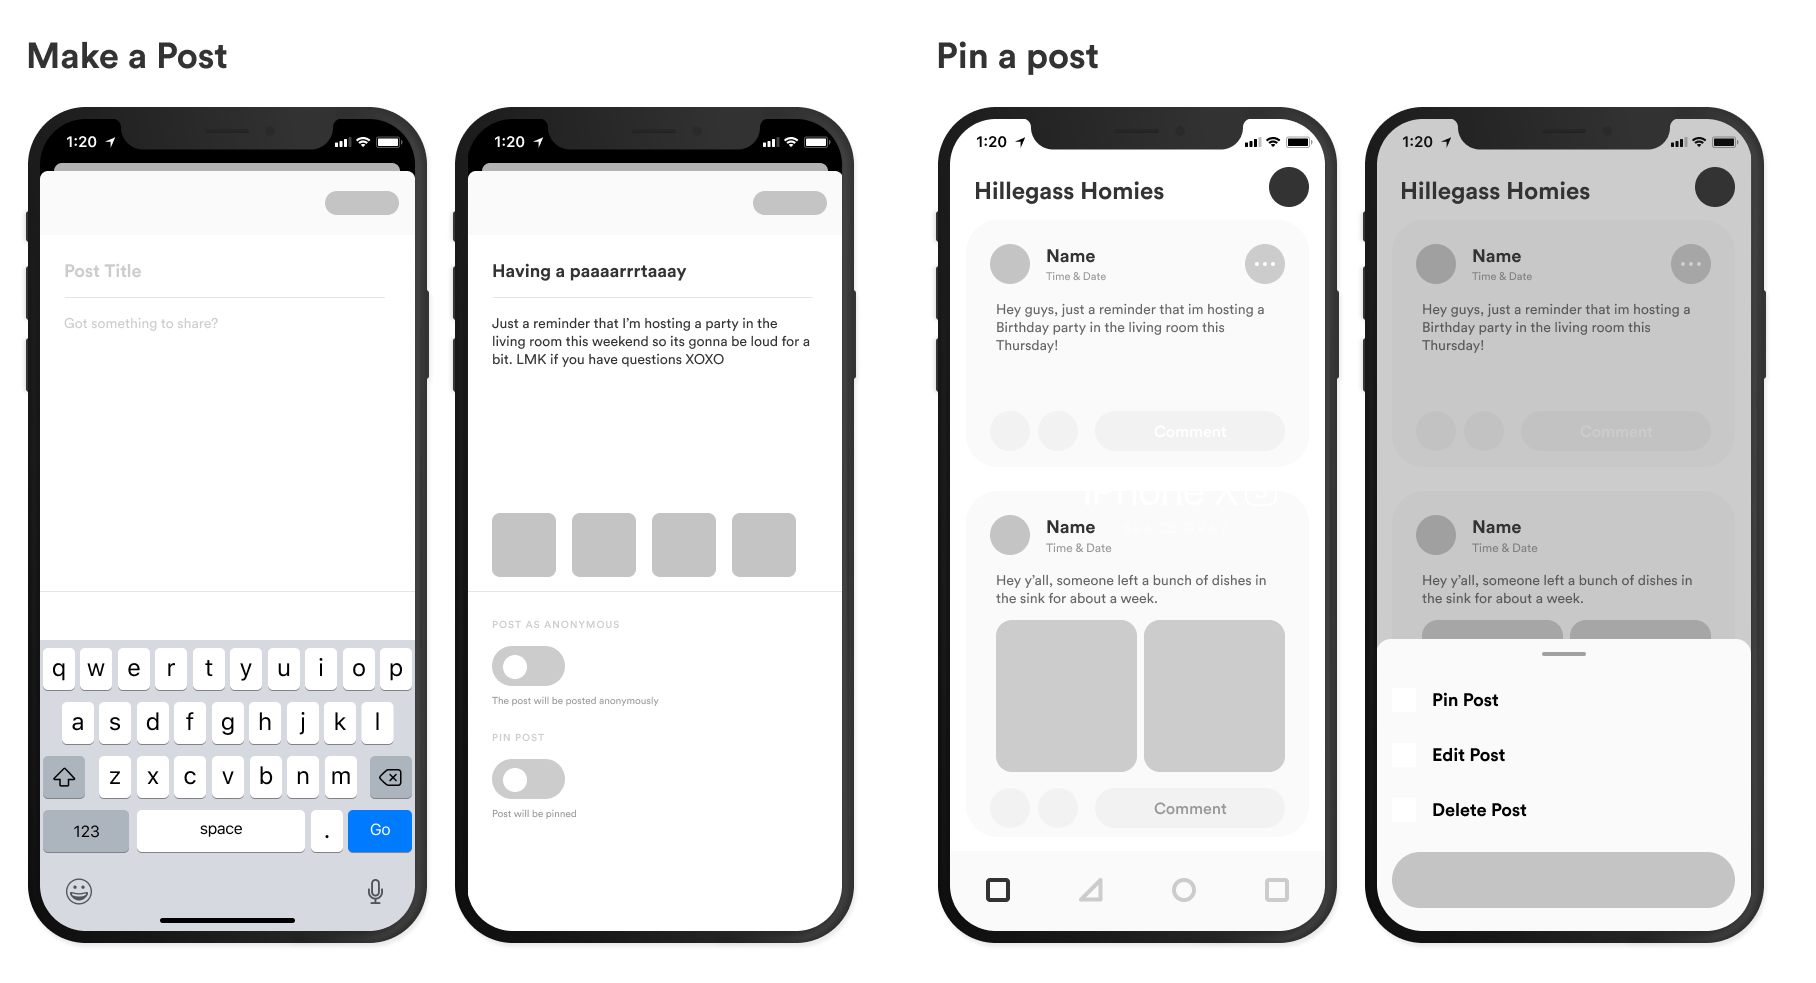 Make a Post
Pin a post
1:20
Post Title
Got something to share?
q w e r t y u i o p
a s d f g h j k l
z x c v b n m
123 space . Go
1:20
Having a paaaarrrtaaay
Just a reminder that I'm hosting a party in the
living room this weekend so its gonna be loud for a
bit. LMK if you have questions XOXO
POST AS ANONYMOUS
The post will be posted anonymously
PIN POST
Post will be pinned
1:20
Hillegass Homies
Name
Time & Date
Hey guys, just a reminder that im hosting a
Birthday party in the living room this
Thursday!
Comment
iPhone X S
Name
Time & Date
Hey y'all, someone left a bunch of dishes in
the sink for about a week.
Comment
1:20
Hillegass Homies
Name
Time & Date
Hey guys, just a reminder that im hosting a
Birthday party in the living room this
Thursday!
Comment
Name
Time & Date
Hey y'all, someone left a bunch of dishes in
the sink for about a week.
Pin Post
Edit Post
Delete Post